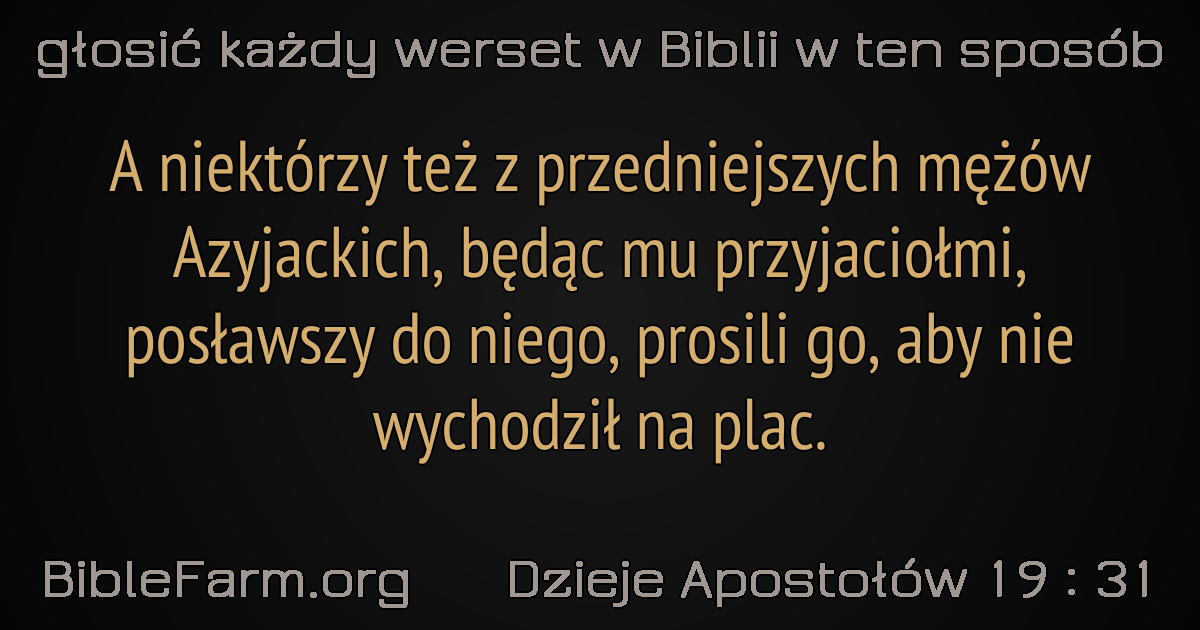 głosić każdy werset w Biblii w ten sposób
A niektórzy też z przedniejszych mężów
Azyjackich, będąc mu przyjaciołmi,
posławszy do niego, prosili go, aby nie
wychodził na plac.
BibleFarm.org Dzieje Apostołów 19 : 31